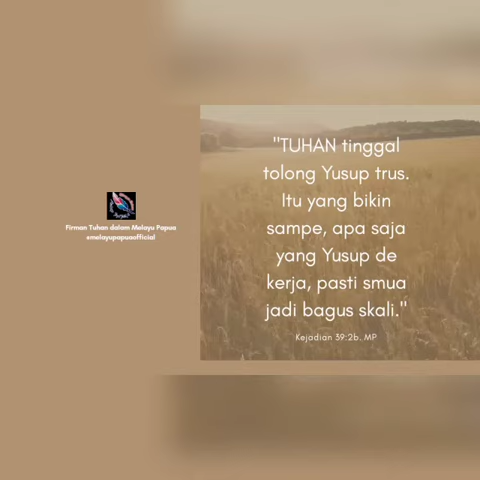 Firman Tuhan dalam Melayu Papua
@melayupapuaofficial
"TUHAN tinggal
tolong Yusup trus.
Itu yang bikin
sampe, apa saja
yang Yusup de
kerja, pasti smua
jadi bagus skali."
Kejadian 39:2b. MP